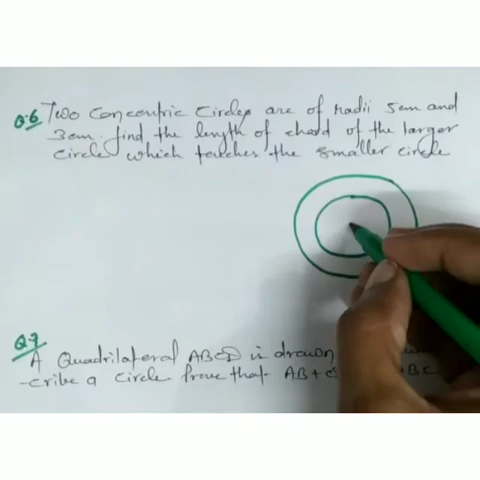 Q.6 Two Concentric Circles are of radii 5cm and
3cm. find the length of chord of the larger
circle which touches the smaller circle
Q.7
A Quadrilateral ABCD is drawn
-cribe a circle prove that AB + C BC